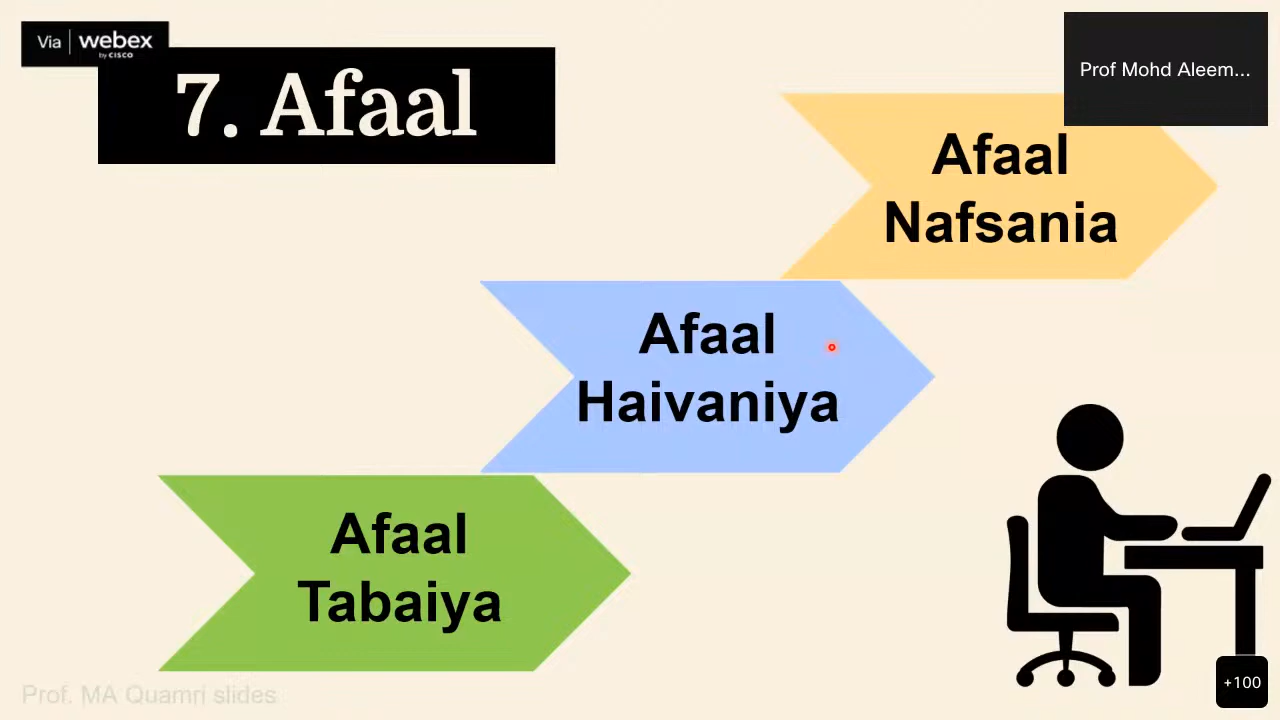 Via webex
by CISCO
7. Afaal
Prof Mohd Aleem...
Afaal
Nafsania
Afaal
Haivaniya
Afaal
Tabaiya
Prof. MA Quamri slides
+100